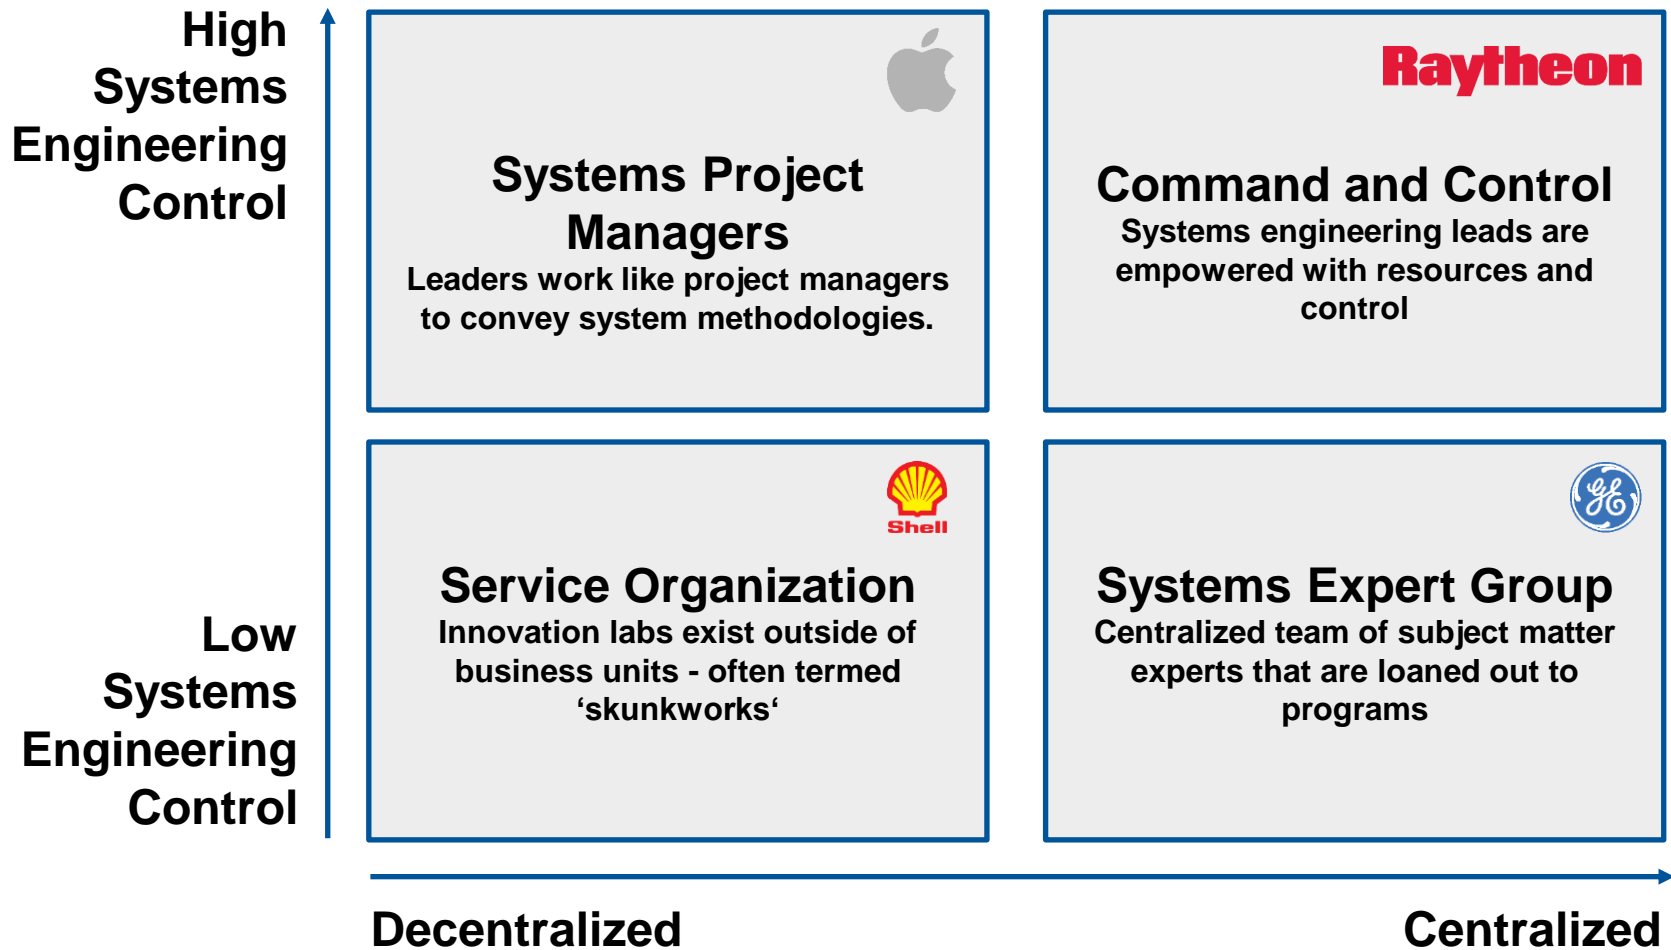 High
Systems
Engineering
Control
Systems Project
Managers
Leaders work like project managers
to convey system methodologies.
Raytheon
Command and Control
Systems engineering leads are
empowered with resources and
control
Low
Systems
Engineering
Control
Shell
Service Organization
Innovation labs exist outside of
business units - often termed
‘skunkworks‘
GE
Systems Expert Group
Centralized team of subject matter
experts that are loaned out to
programs
Decentralized
Centralized